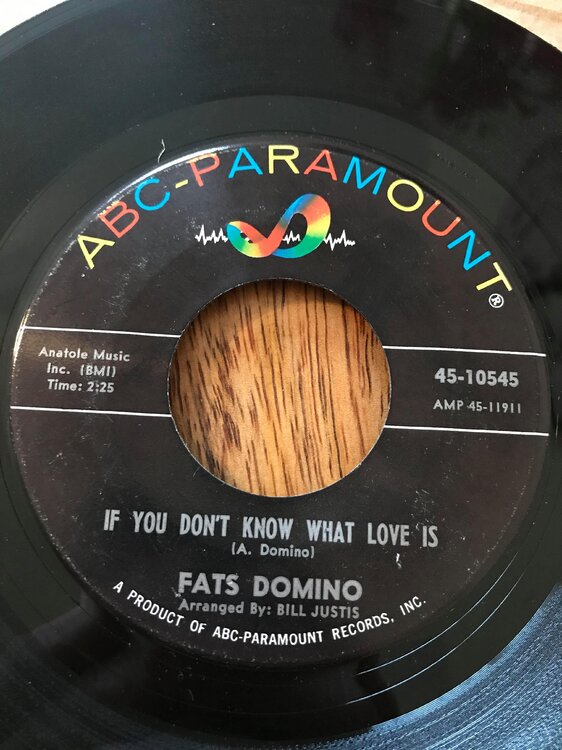 ABC-PARAMOUNT®
Anatole Music
Inc. (BMI)
Time: 2:25
45-10545
AMP 45-11911
IF YOU DON'T KNOW WHAT LOVE IS
(A. Domino)
FATS DOMINO
Arranged By: BILL JUSTIS
A PRODUCT OF ABC-PARAMOUNT RECORDS, INC.